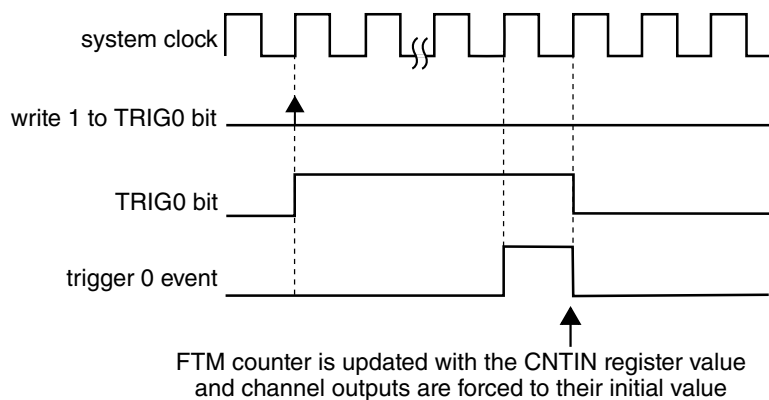 system clock
write 1 to TRIG0 bit
TRIG0 bit
trigger 0 event
FTM counter is updated with the CNTIN register value
and channel outputs are forced to their initial value